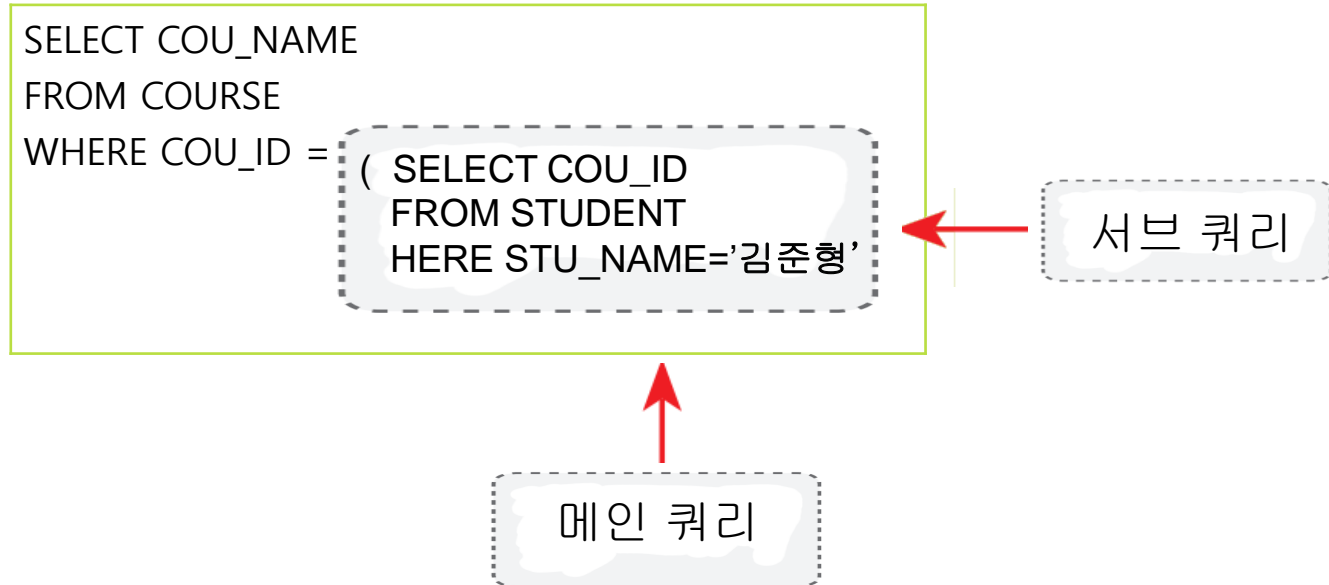 SELECT COU_NAME
FROM COURSE
WHERE COU_ID =
( SELECT COU_ID
FROM STUDENT
HERE STU_NAME='김준형’
서브 쿼리
메인 쿼리